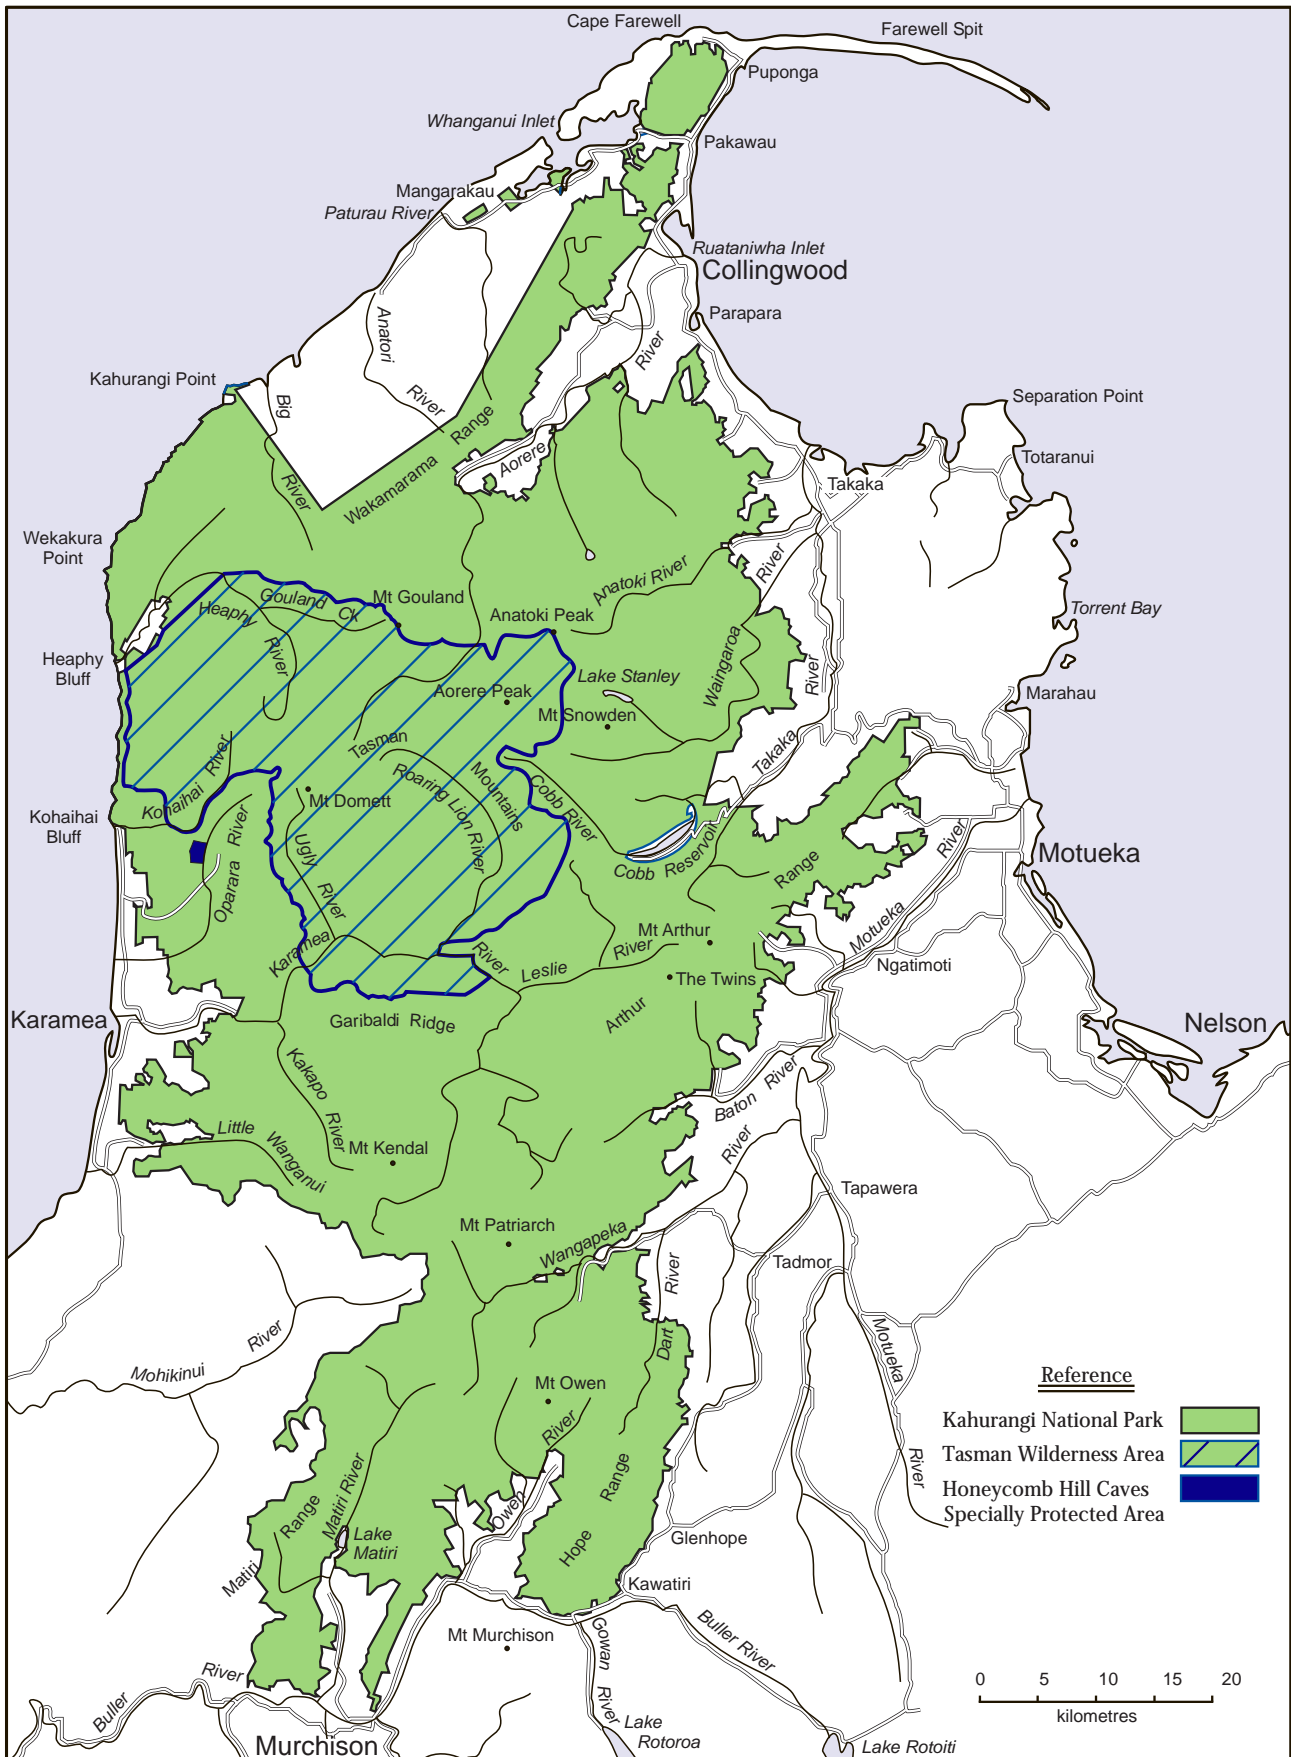 Cape Farewell
Farewell Spit
Puponga
Whanganui Inlet
Pakawau
Mangarakau
Paturau River
Ruataniwha Inlet
Collingwood
Parapara
Anatori
River
River
Kahurangi Point
Big
River
Wakamarama Range
Aorere
Separation Point
Totaranui
Takaka
Wekakura
Point
River
Anatoki River
Gouland Ck
Mt Gouland
Heaphy
River
Anatoki Peak
Torrent Bay
Waingaroa
River
Heaphy
Bluff
Lake Stanley
Aorere Peak
Marahau
Mt Snowden
Tasman
Mountains
Takaka
Roaring Lion River
Cobb River
Kohaihai River
Mt Domett
Kohaihai
Bluff
Oparara River
Ugly River
Cobb Reservoir
Range
River
Motueka
Motueka
Karamea
River
Mt Arthur
Leslie River
Ngatimoti
The Twins
Arthur
Karamea
Garibaldi Ridge
Nelson
Kakapo River
Baton River
Little Wanganui
Mt Kendal
River
Tapawera
Mt Patriarch
Wangapeka
River
Tadmor
Dart
Motueka
River
Mohikinui
River
Mt Owen
River
Range
Owen
Hope
Range
Matiri River
Lake
Matiri
Matiri
Glenhope
Kawatiri
Mt Murchison
Gowan River
Buller River
River
Buller
Murchison
Lake
Rotoroa
Lake Rotoiti
Reference
Kahurangi National Park
Tasman Wilderness Area
Honeycomb Hill Caves
Specially Protected Area
0 5 10 15 20
kilometres